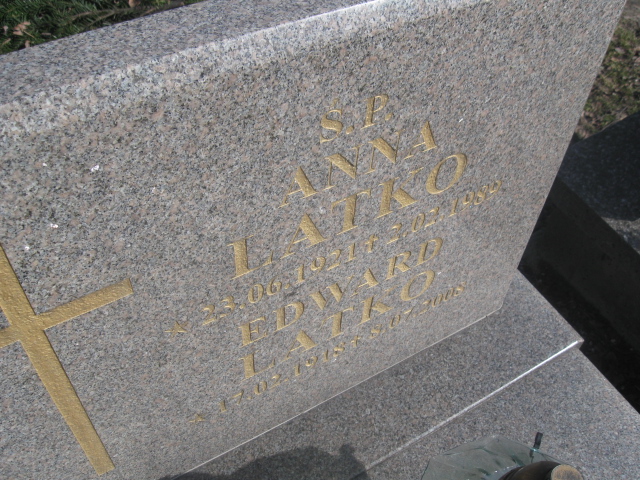 S.P.
ANNA
LATKO
* 23.06.1921 + 2.02.1989
EDWARD
LATKO
* 17.02.1918 + 8.07.2008